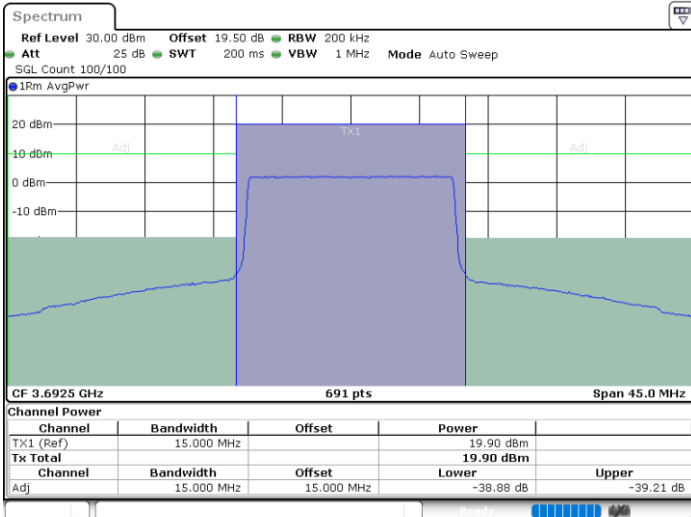 Spectrum
Ref Level 30.00 dBm Offset 19.50 dB RBW 200 kHz
Att 25 dB SWT 200 ms VBW 1 MHz Mode Auto Sweep
SGL Count 100/100
1Rm AvgPwr
20 dBm
TX1
Adj Adj
10 dBm
0 dBm
-10 dBm
CF 3.6925 GHz 691 pts Span 45.0 MHz
Channel Power
Channel Bandwidth Offset Power
TX1 (Ref) 15.000 MHz 19.90 dBm
Tx Total 19.90 dBm
Channel Bandwidth Offset Lower Upper
Adj 15.000 MHz 15.000 MHz -38.88 dB -39.21 dB
Ready